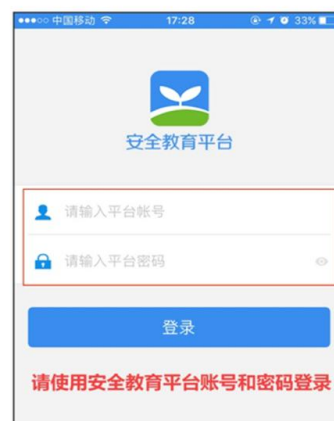 中国移动 17:28 33%
安全教育平台
请输入平台帐号
请输入平台密码
登录
请使用安全教育平台账号和密码登录